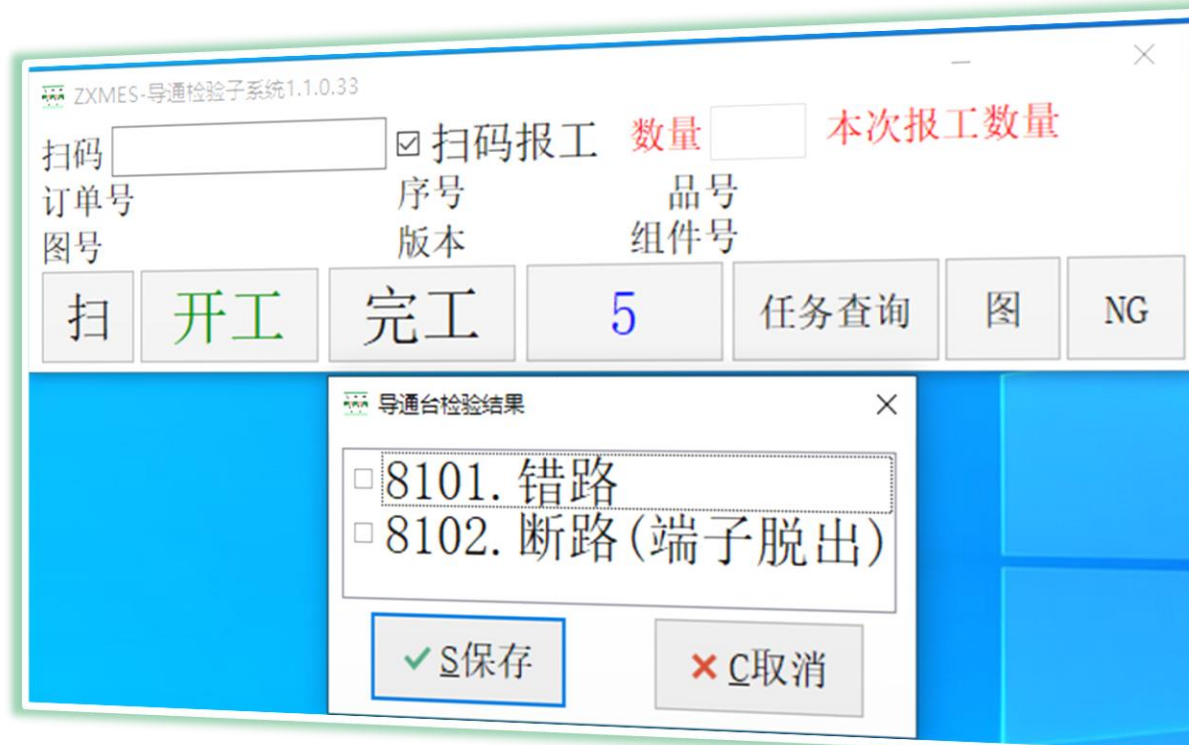 ZXMES-导通检验子系统1.1.0.33
扫码 扫码报工 数量 本次报工数量
订单号 序号 品号
图号 版本 组件号
扫 开工 完工 5 任务查询 图 NG
导通台检验结果
8101.错路
8102.断路(端子脱出)
S保存 C取消